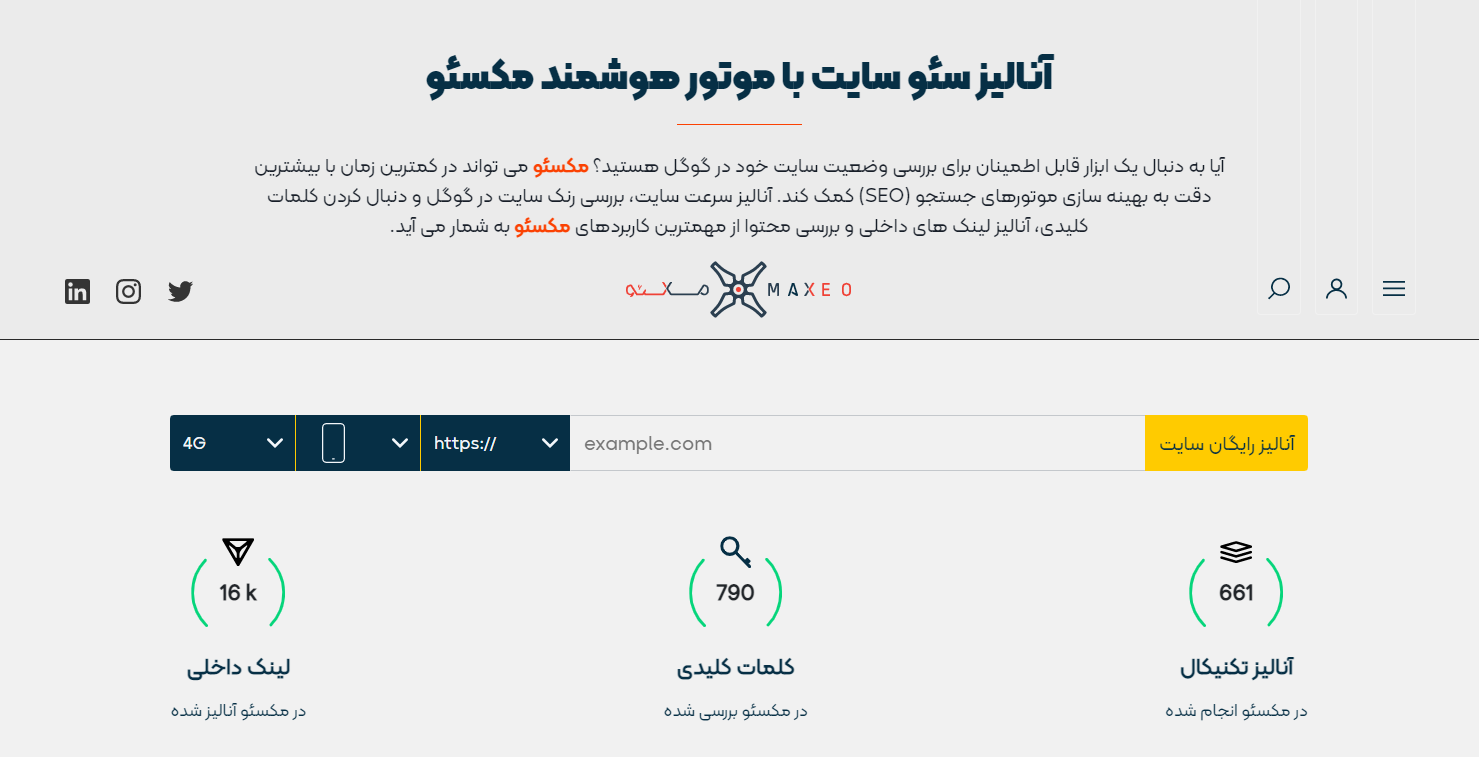 آنالیز سئو سایت با موتور هوشمند مکسئو
آیا به دنبال یک ابزار قابل اطمینان برای بررسی وضعیت سایت خود در گوگل هستید؟ مکسئو می تواند در کمترین زمان با بیشترین
دقت به بهینه سازی موتورهای جستجو (SEO) کمک کند. آنالیز سرعت سایت، بررسی رنک سایت در گوگل و دنبال کردن کلمات
کلیدی، آنالیز لینک های داخلی و بررسی محتوا از مهمترین کاربردهای مکسئو به شمار می آید.
MAXEO مکسئو
آنالیز رایگان سایت
example.com
https://
4G
661
آنالیز تکنیکال
در مکسئو انجام شده
790
کلمات کلیدی
در مکسئو بررسی شده
16 k
لینک داخلی
در مکسئو آنالیز شده